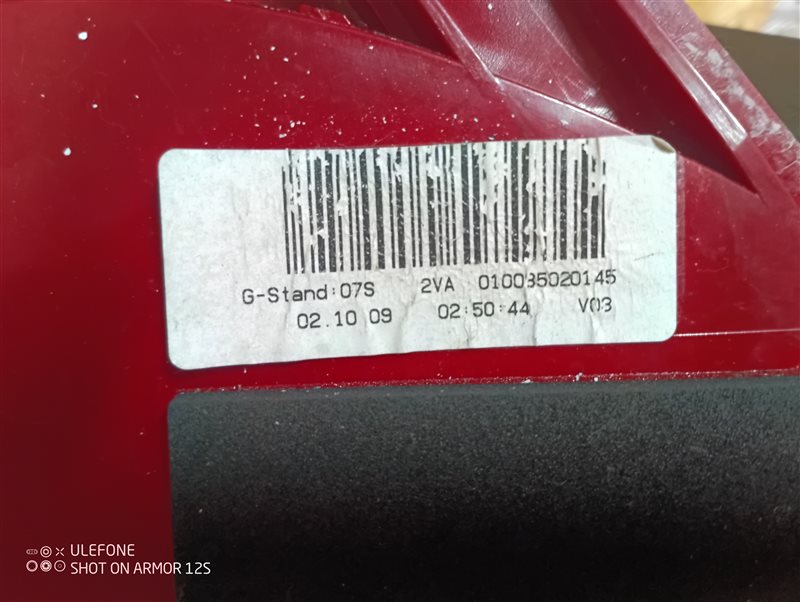 G-Stand:07S 2VA 010035020145
02.10 09 02:50:44 V03
ULEFONE
SHOT ON ARMOR 12S